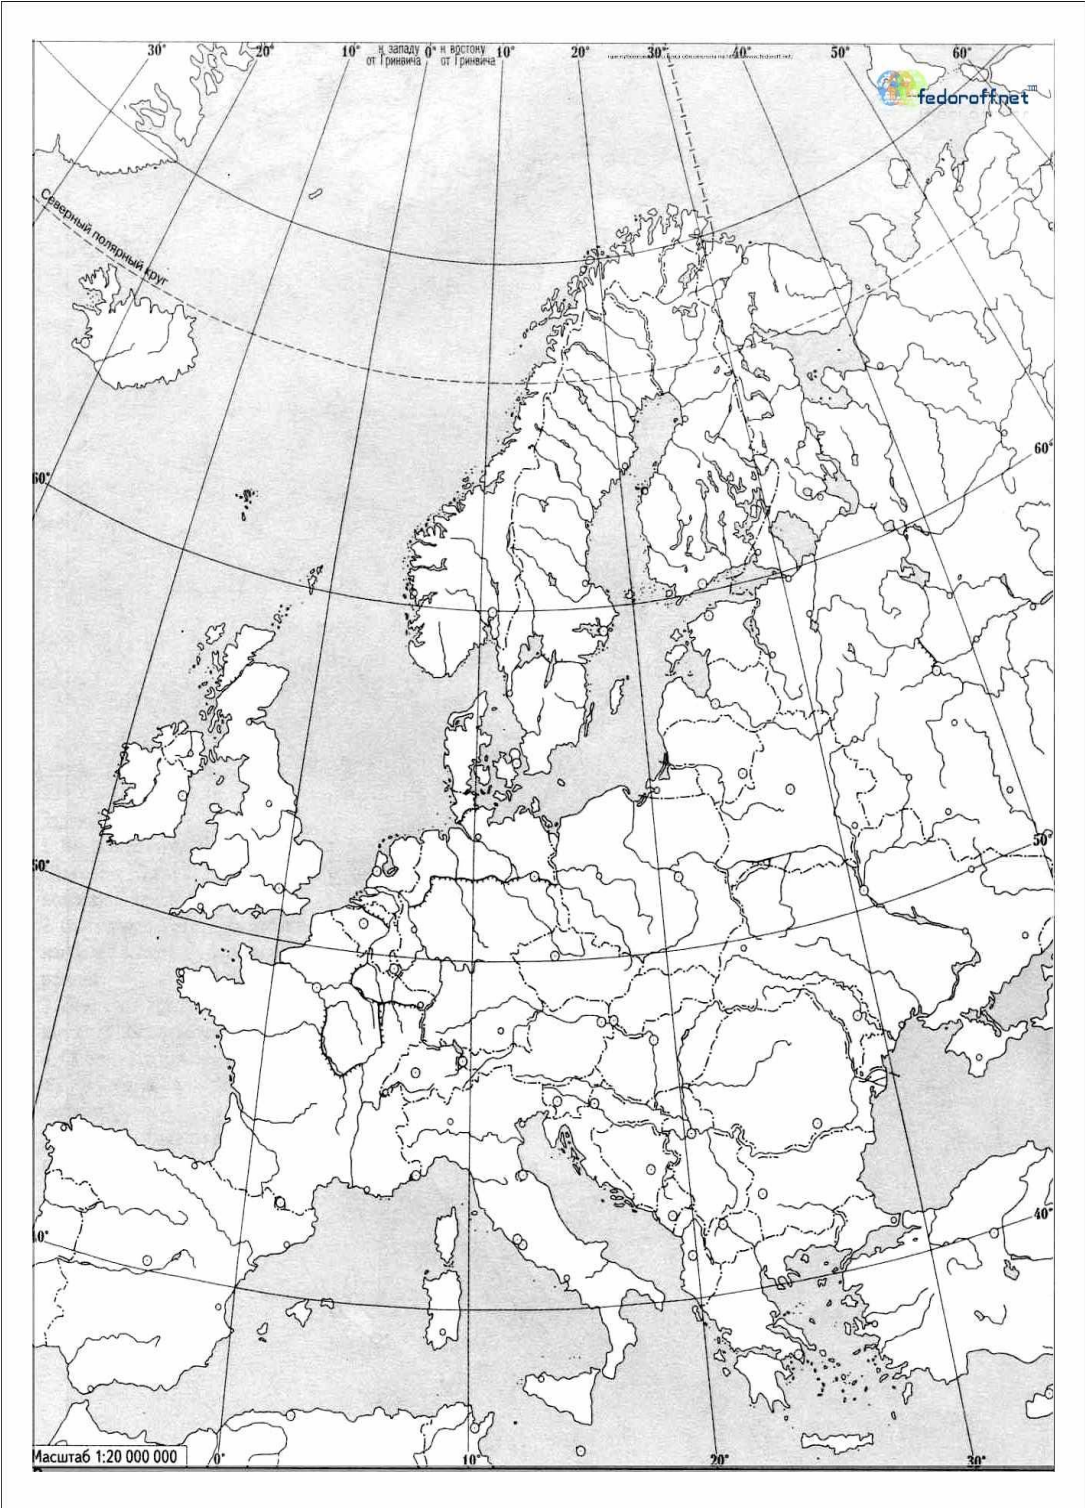 30° 20° 10° к западу 0° к востоку 10° 20° 30° 40° 50° 60°
от Гринвича от Гринвича
fedoroff.net
Северный полярный круг
60° 60°
50° 50°
40° 40°
Масштаб 1:20 000 000
0° 10° 20° 30°